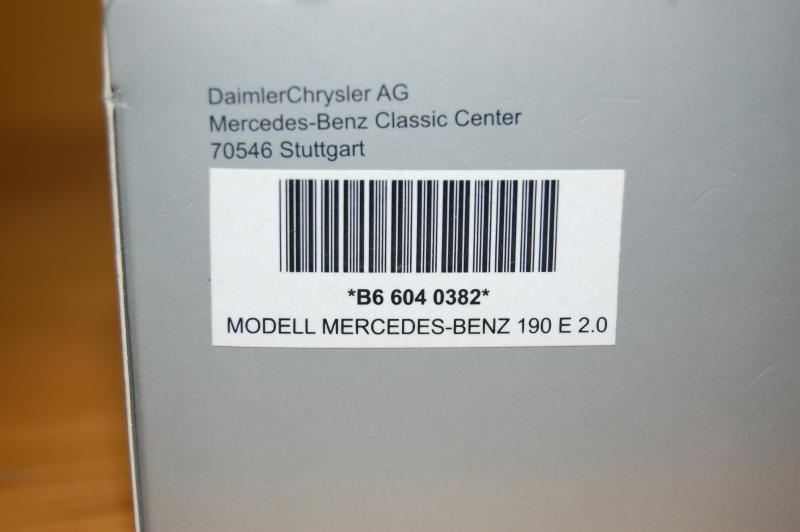 DaimlerChrysler AG
Mercedes-Benz Classic Center
70546 Stuttgart
*B6 604 0382*
MODELL MERCEDES-BENZ 190 E 2.0